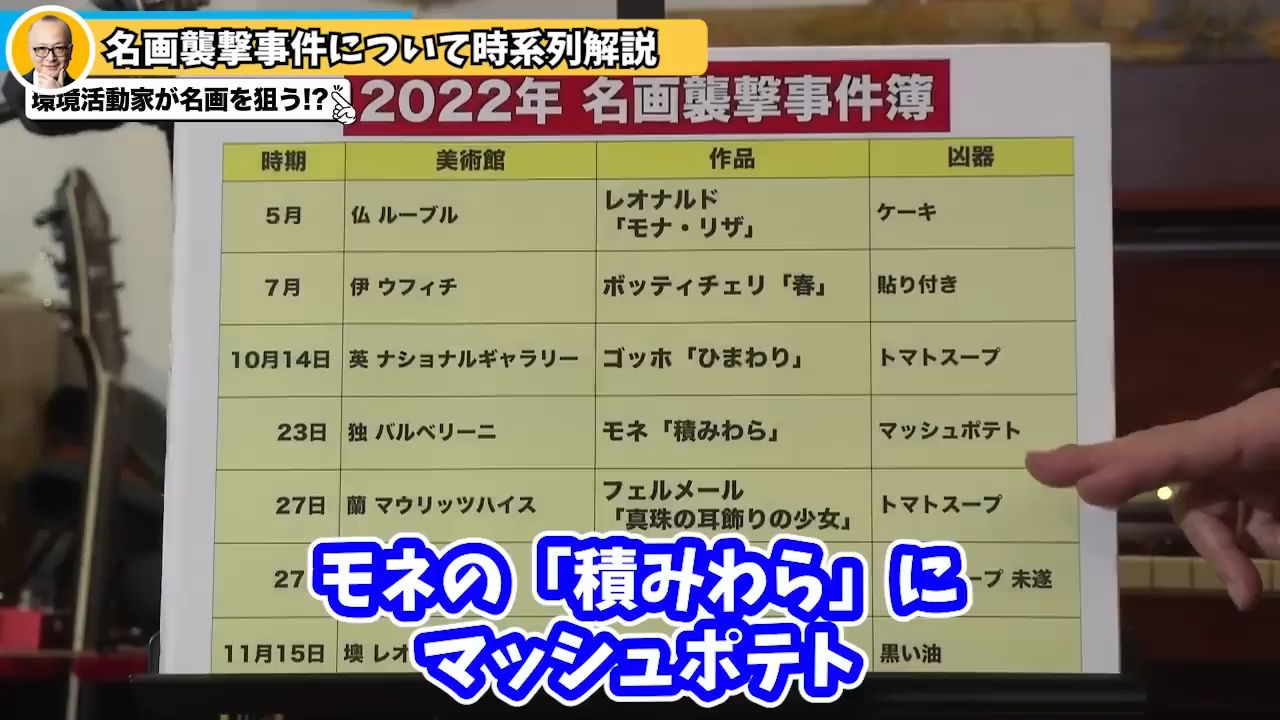 名画襲撃事件について時系列解説
環境活動家が名画を狙う!?
2022年 名画襲撃事件簿
時期 美術館 作品 凶器
5月 仏 ルーブル レオナルド「モナ・リザ」 ケーキ
7月 伊 ウフィチ ボッティチェリ「春」 貼り付き
10月14日 英 ナショナルギャラリー ゴッホ「ひまわり」 トマトスープ
23日 独 バルベリーニ モネ「積みわら」 マッシュポテト
27日 蘭 マウリッツハイス フェルメール「真珠の耳飾りの少女」 トマトスープ
27 ープ 未遂
11月15日 墺 レオ 黒い油
モネの「積みわら」に
マッシュポテト